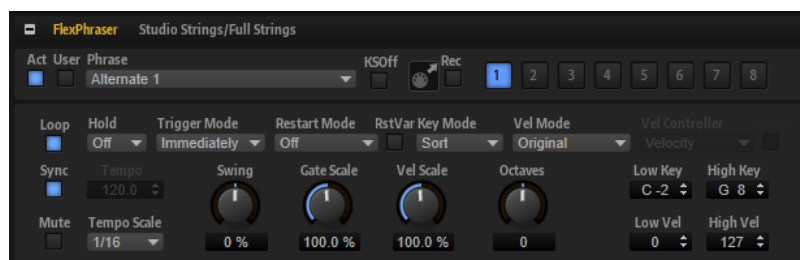 FlexPhraser Studio Strings/Full Strings
Act User Phrase KSOff Rec
Alternate 1 1 2 3 4 5 6 7 8
Loop Hold Trigger Mode Restart Mode RstVar Key Mode Vel Mode Vel Controller
Off Immediately Off Sort Original Velocity
Sync Tempo Swing Gate Scale Vel Scale Octaves Low Key High Key
120.0 C -2 G 8
Mute Tempo Scale Low Vel High Vel
1/16 0 % 100.0 % 100.0 % 0 0 127